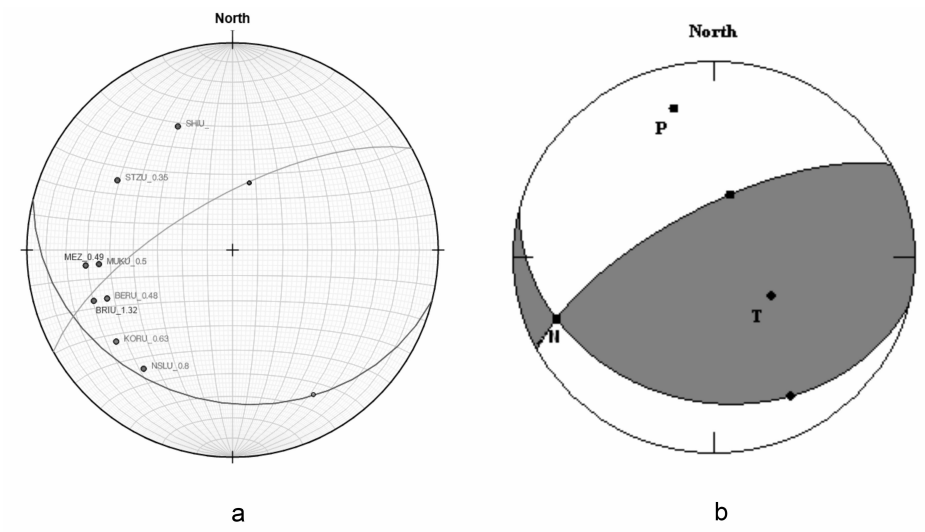 North
SHIU_
STZU_0.35
MEZ_0.49
MUKU_0.5
BERU_0.48
BRIU_1.32
KORU_0.63
NSLU_0.8
a
North
P
T
N
b